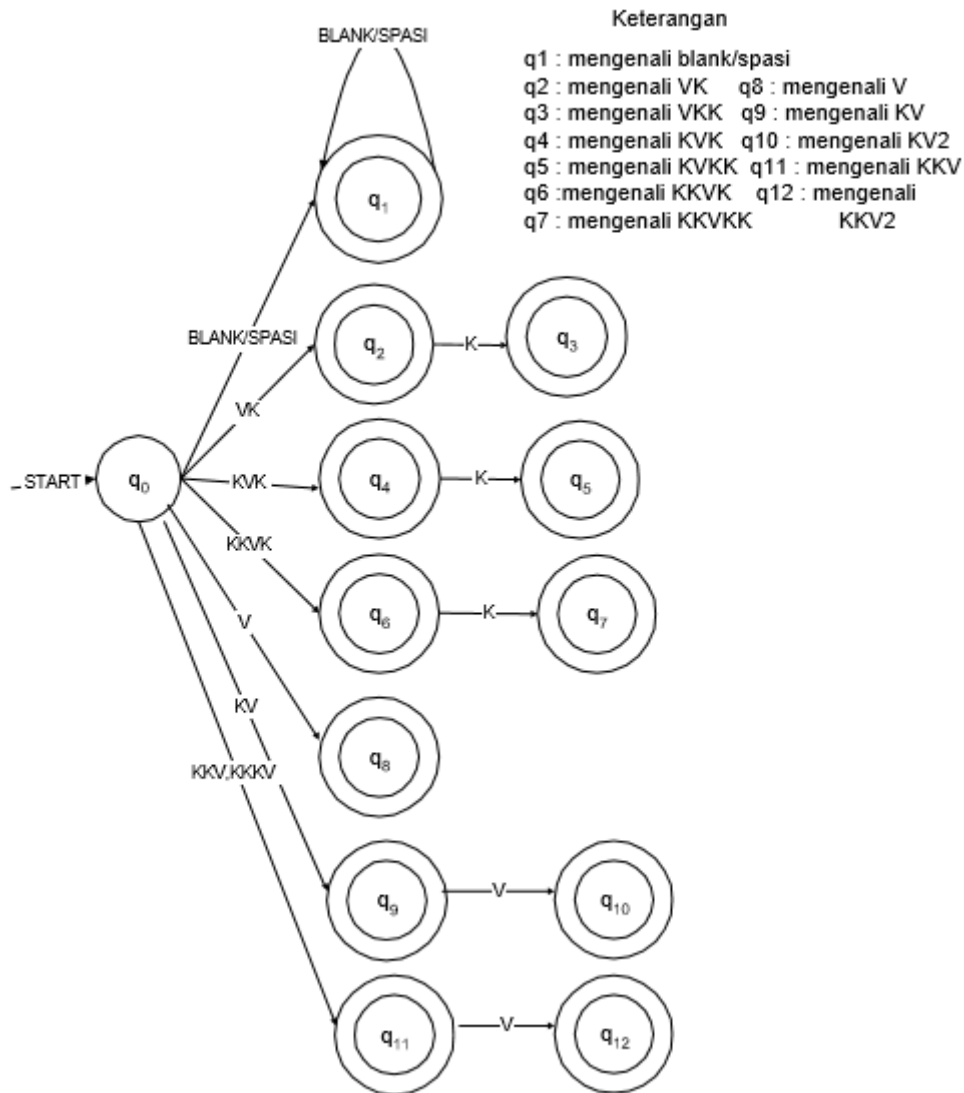 Keterangan
q1 : mengenali blank/spasi
q2 : mengenali VK q8 : mengenali V
q3 : mengenali VKK q9 : mengenali KV
q4 : mengenali KVK q10 : mengenali KV2
q5 : mengenali KVKK q11 : mengenali KKV
q6 :mengenali KKVK q12 : mengenali
q7 : mengenali KKVKK KKV2
BLANK/SPASI
q1
BLANK/SPASI
q2
K
q3
VK
START
q0
KVK
q4
K
q5
KKVK
q6
K
q7
V
q8
KV
KKV,KKKV
q9
V
q10
q11
V
q12